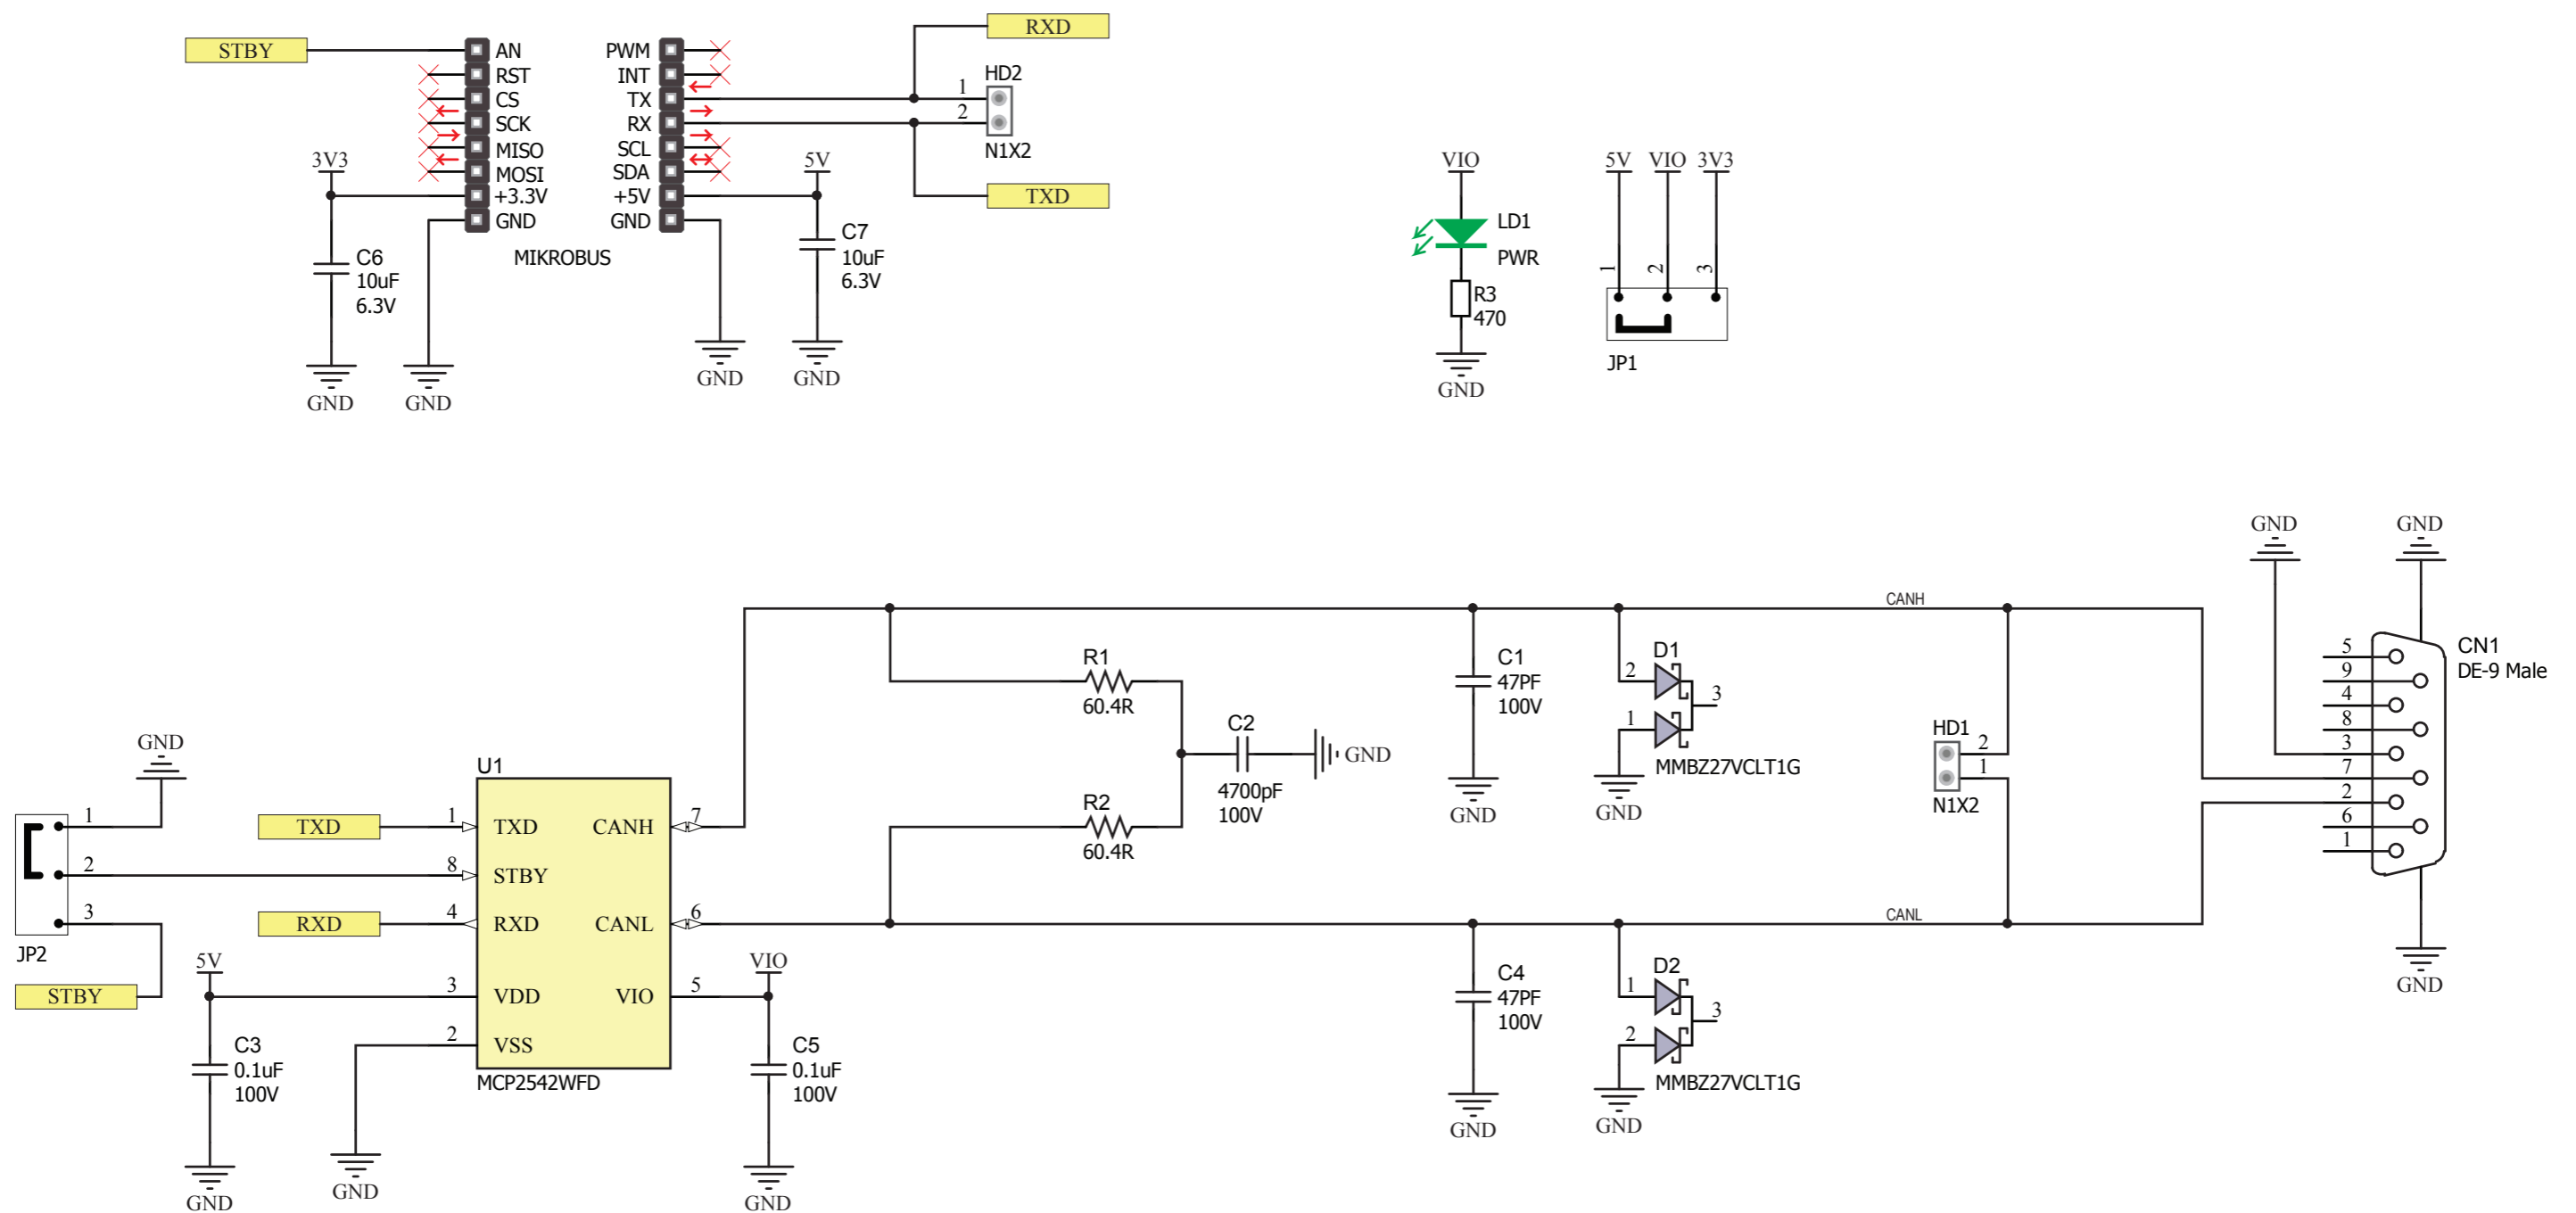 STBY
AN
RST
CS
SCK
MISO
MOSI
+3.3V
GND
PWM
INT
TX
RX
SCL
SDA
+5V
GND
MIKROBUS
3V3
C6
10uF
6.3V
GND
GND
GND
5V
C7
10uF
6.3V
GND
RXD
HD2
1
2
N1X2
TXD
VIO
LD1
PWR
R3
470
GND
5V VIO 3V3
1
2
3
JP1
GND
1
2
3
JP2
STBY
TXD
RXD
5V
C3
0.1uF
100V
GND
GND
U1
1 TXD
8 STBY
4 RXD
3 VDD
2 VSS
CANH 7
CANL 6
VIO 5
MCP2542WFD
VIO
C5
0.1uF
100V
GND
R1
60.4R
R2
60.4R
C2
4700pF
100V
GND
C1
47PF
100V
GND
D1
2
1
3
MMBZ27VCLT1G
GND
C4
47PF
100V
GND
D2
1
2
3
MMBZ27VCLT1G
GND
CANH
CANL
HD1
2
1
N1X2
GND
GND
5
9
4
8
3
7
2
6
1
CN1
DE-9 Male
GND